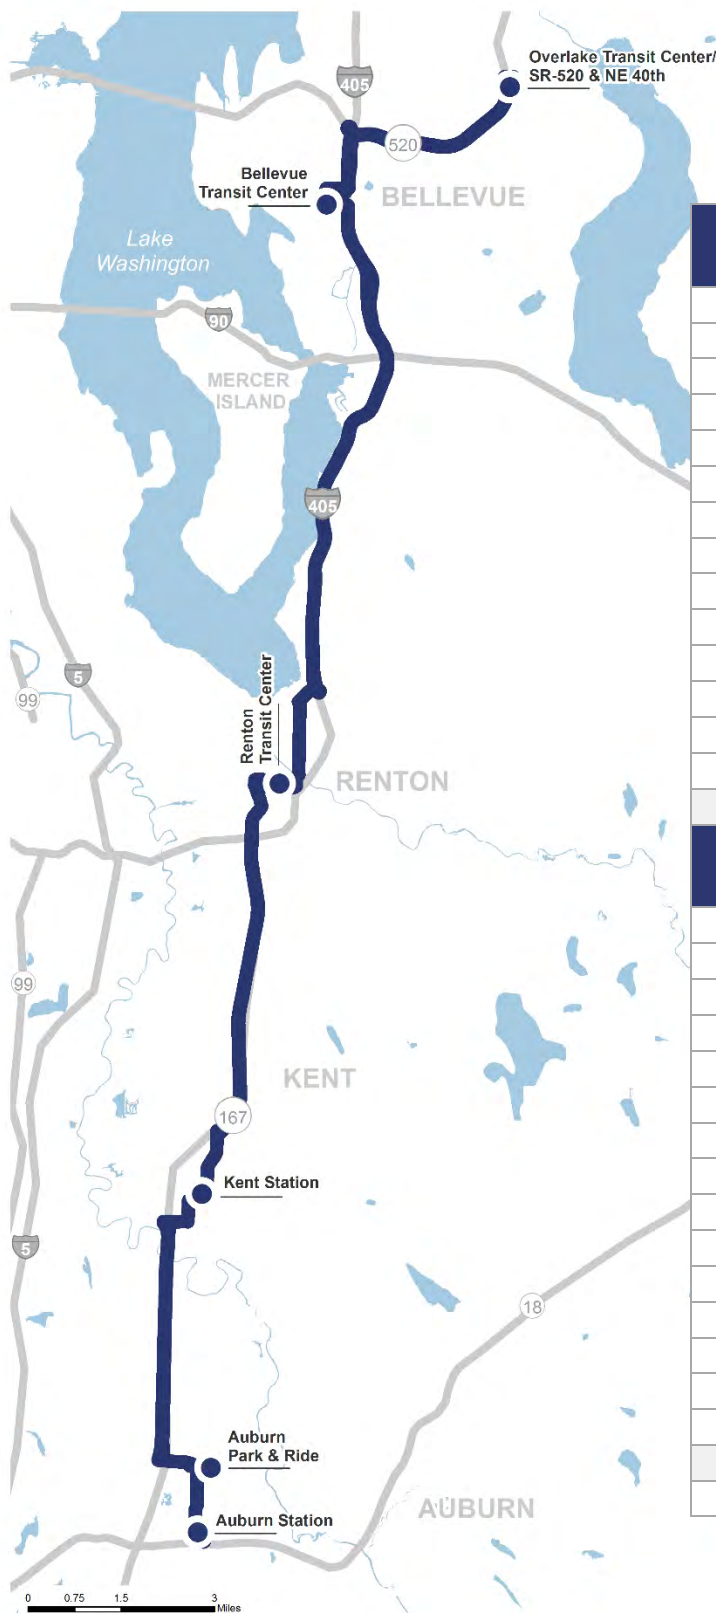 Overlake Transit Center/
SR-520 & NE 40th
405
520
Bellevue
Transit Center
BELLEVUE
Lake
Washington
90
MERCER
ISLAND
405
5
99
Renton
Transit Center
RENTON
99
KENT
167
Kent Station
5
18
Auburn
Park & Ride
AUBURN
Auburn Station
0 0.75 1.5 3
Miles